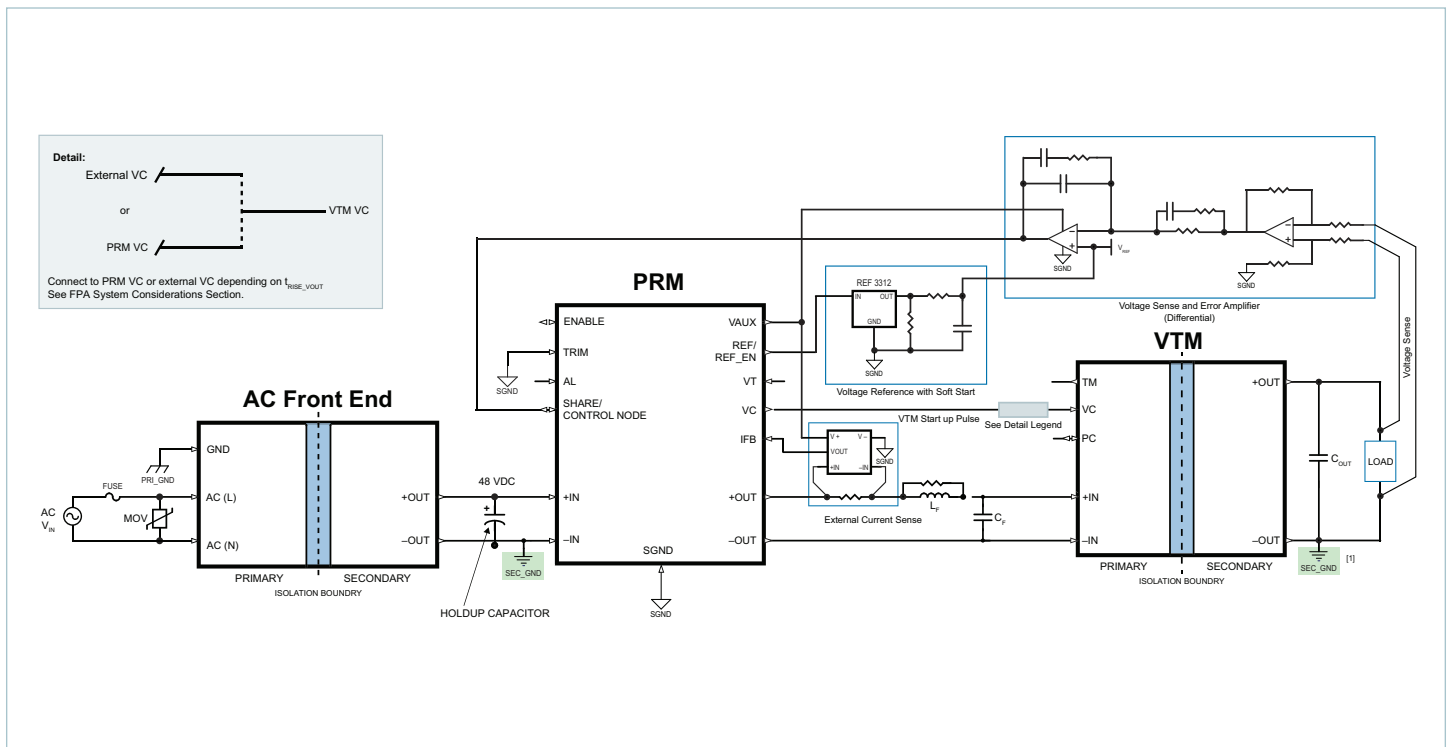 Detail:
External VC
or
VTM VC
PRM VC
Connect to PRM VC or external VC depending on tRISE_VOUT
See FPA System Considerations Section.
AC Front End
GND
PRI_GND
FUSE
AC (L)
AC
VIN
MOV
AC (N)
+OUT
–OUT
PRIMARY
SECONDARY
ISOLATION BOUNDRY
48 VDC
+
HOLDUP CAPACITOR
SEC_GND
PRM
ENABLE
TRIM
SGND
AL
SHARE/
CONTROL NODE
+IN
–IN
SGND
SGND
VAUX
REF/
REF_EN
VT
VC
IFB
+OUT
–OUT
REF 3312
IN
OUT
GND
SGND
Voltage Reference with Soft Start
VTM Start up Pulse
See Detail Legend
V +
V –
VOUT
SGND
+IN
–IN
External Current Sense
LF
CF
–
+
VREF
SGND
–
+
SGND
Voltage Sense and Error Amplifier
(Differential)
Voltage Sense
VTM
TM
VC
PC
+IN
–IN
+OUT
–OUT
PRIMARY
SECONDARY
ISOLATION BOUNDRY
COUT
LOAD
SEC_GND
[1]